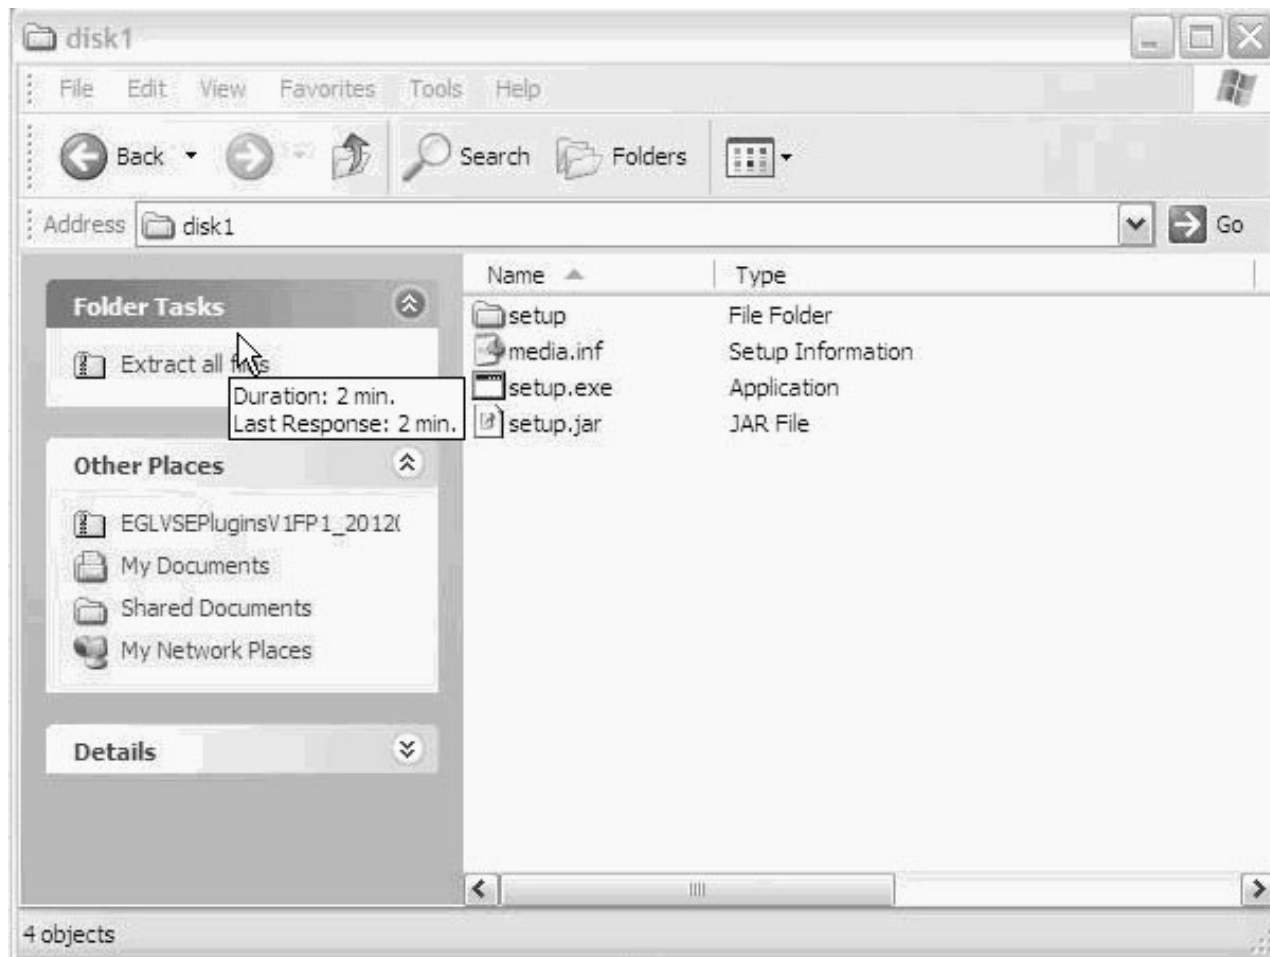 disk1
File Edit View Favorites Tools Help
Back Search Folders
Address disk1 Go
Folder Tasks
Extract all files
Duration: 2 min.
Last Response: 2 min.
Other Places
EGLVSEPluginsV1FP1_2012(
My Documents
Shared Documents
My Network Places
Details
Name Type
setup File Folder
media.inf Setup Information
setup.exe Application
setup.jar JAR File
4 objects